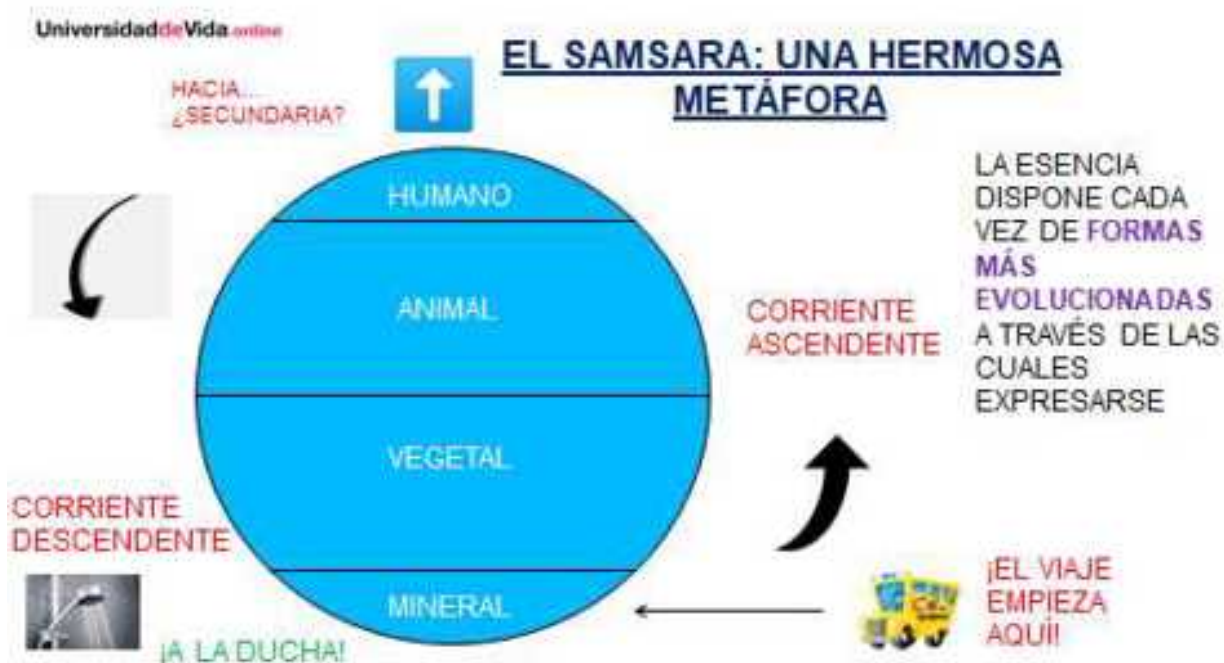 UniversidaddeVida.online
EL SAMSARA: UNA HERMOSA
METÁFORA
HACIA...
¿SECUNDARIA?
HUMANO
ANIMAL
VEGETAL
MINERAL
LA ESENCIA
DISPONE CADA
VEZ DE FORMAS
MÁS
EVOLUCIONADAS
A TRAVÉS DE LAS
CUALES
EXPRESARSE
CORRIENTE
ASCENDENTE
CORRIENTE
DESCENDENTE
¡A LA DUCHA!
¡EL VIAJE
EMPIEZA
AQUÍ!